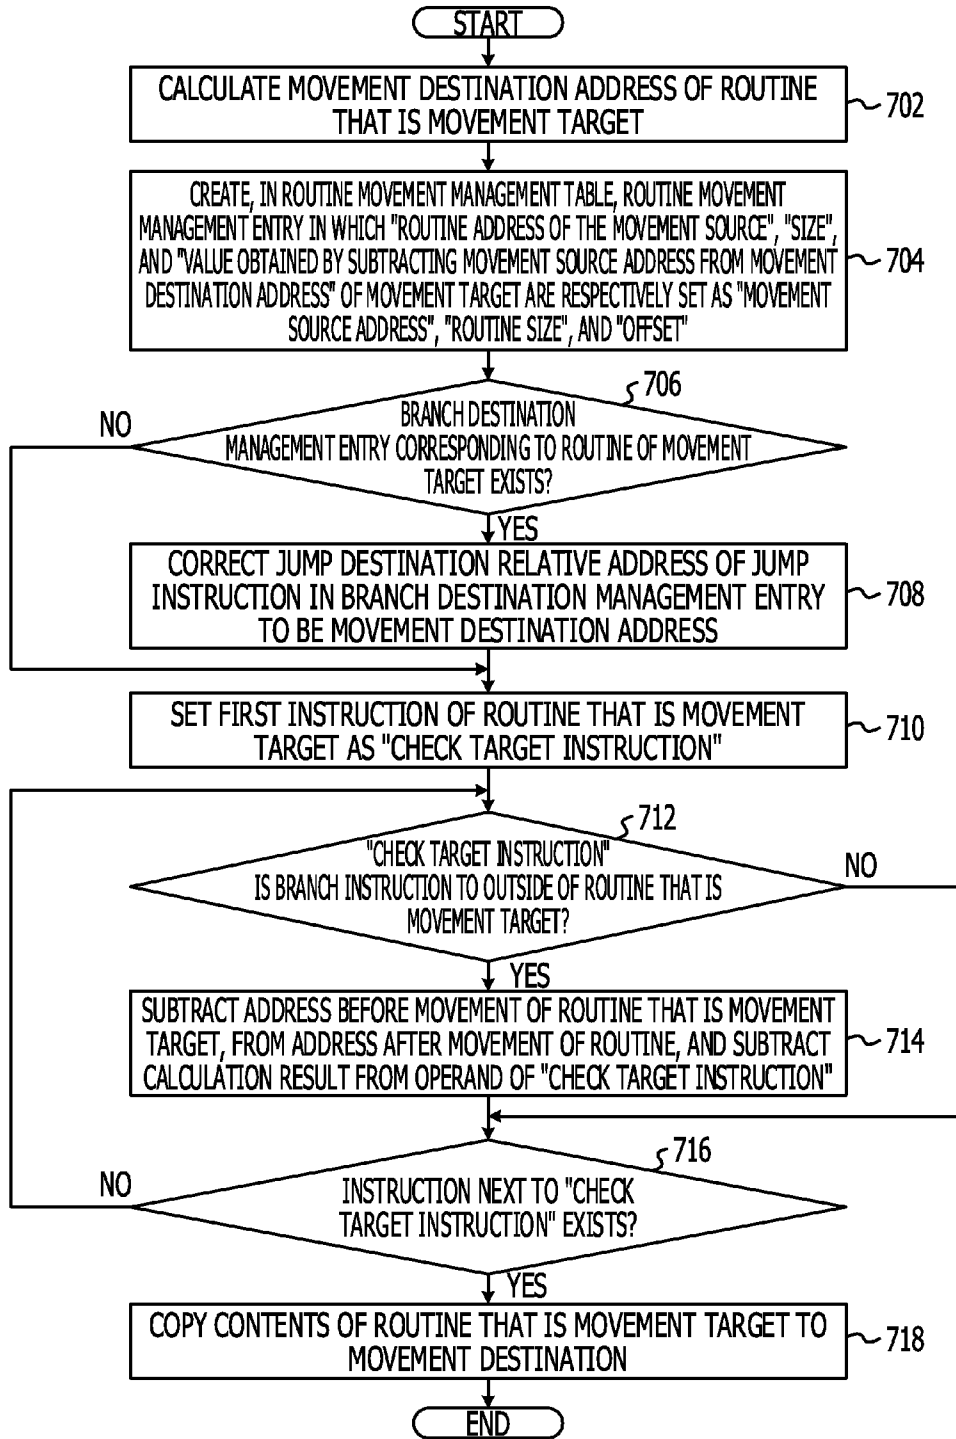 START
CALCULATE MOVEMENT DESTINATION ADDRESS OF ROUTINE
THAT IS MOVEMENT TARGET
702
CREATE, IN ROUTINE MOVEMENT MANAGEMENT TABLE, ROUTINE MOVEMENT
MANAGEMENT ENTRY IN WHICH "ROUTINE ADDRESS OF THE MOVEMENT SOURCE", "SIZE",
AND "VALUE OBTAINED BY SUBTRACTING MOVEMENT SOURCE ADDRESS FROM MOVEMENT
DESTINATION ADDRESS" OF MOVEMENT TARGET ARE RESPECTIVELY SET AS "MOVEMENT
SOURCE ADDRESS", "ROUTINE SIZE", AND "OFFSET"
704
706
NO
BRANCH DESTINATION
MANAGEMENT ENTRY CORRESPONDING TO ROUTINE OF MOVEMENT
TARGET EXISTS?
YES
CORRECT JUMP DESTINATION RELATIVE ADDRESS OF JUMP
INSTRUCTION IN BRANCH DESTINATION MANAGEMENT ENTRY
TO BE MOVEMENT DESTINATION ADDRESS
708
SET FIRST INSTRUCTION OF ROUTINE THAT IS MOVEMENT
TARGET AS "CHECK TARGET INSTRUCTION"
710
712
"CHECK TARGET INSTRUCTION"
IS BRANCH INSTRUCTION TO OUTSIDE OF ROUTINE THAT IS
MOVEMENT TARGET?
NO
YES
SUBTRACT ADDRESS BEFORE MOVEMENT OF ROUTINE THAT IS MOVEMENT
TARGET, FROM ADDRESS AFTER MOVEMENT OF ROUTINE, AND SUBTRACT
CALCULATION RESULT FROM OPERAND OF "CHECK TARGET INSTRUCTION"
714
716
NO
INSTRUCTION NEXT TO "CHECK
TARGET INSTRUCTION" EXISTS?
YES
COPY CONTENTS OF ROUTINE THAT IS MOVEMENT TARGET TO
MOVEMENT DESTINATION
718
END